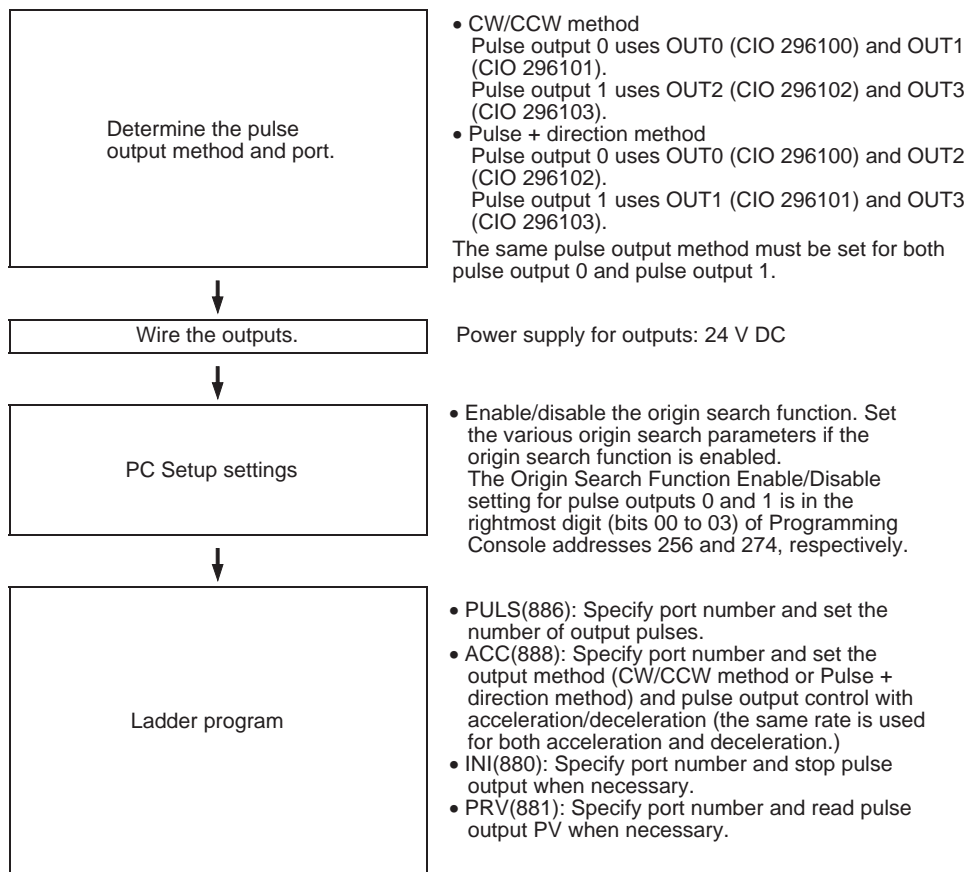 Determine the pulse
output method and port.
• CW/CCW method
Pulse output 0 uses OUT0 (CIO 296100) and OUT1
(CIO 296101).
Pulse output 1 uses OUT2 (CIO 296102) and OUT3
(CIO 296103).
• Pulse + direction method
Pulse output 0 uses OUT0 (CIO 296100) and OUT2
(CIO 296102).
Pulse output 1 uses OUT1 (CIO 296101) and OUT3
(CIO 296103).
The same pulse output method must be set for both
pulse output 0 and pulse output 1.
Wire the outputs.
Power supply for outputs: 24 V DC
PC Setup settings
• Enable/disable the origin search function. Set
the various origin search parameters if the
origin search function is enabled.
The Origin Search Function Enable/Disable
setting for pulse outputs 0 and 1 is in the
rightmost digit (bits 00 to 03) of Programming
Console addresses 256 and 274, respectively.
Ladder program
• PULS(886): Specify port number and set the
number of output pulses.
• ACC(888): Specify port number and set the
output method (CW/CCW method or Pulse +
direction method) and pulse output control with
acceleration/deceleration (the same rate is used
for both acceleration and deceleration.)
• INI(880): Specify port number and stop pulse
output when necessary.
• PRV(881): Specify port number and read pulse
output PV when necessary.